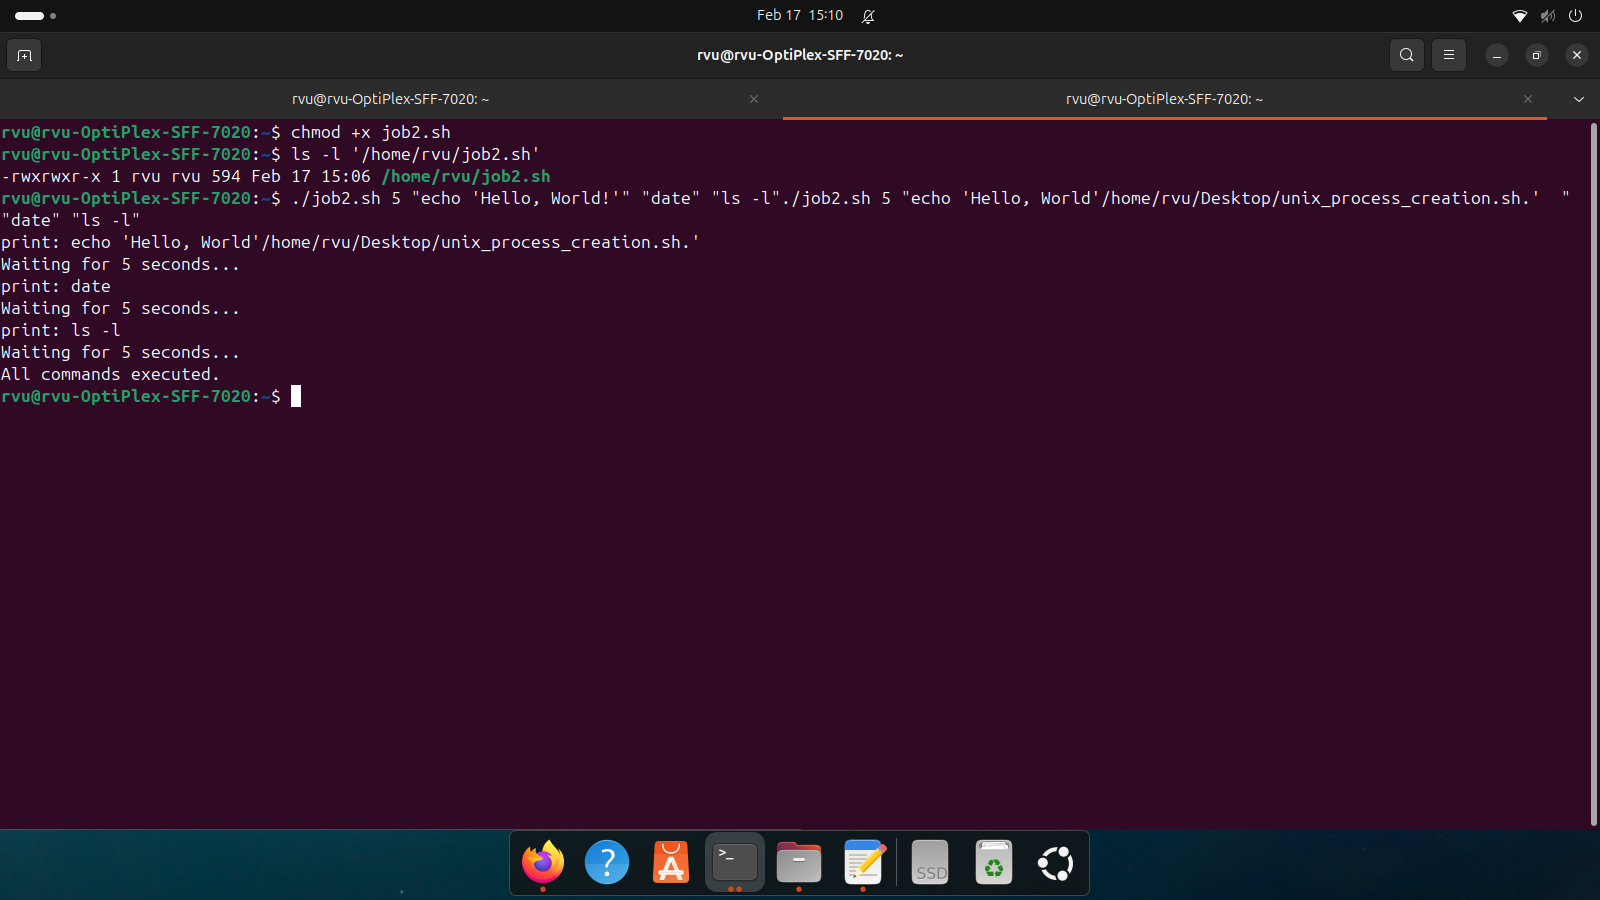 Feb 17 15:10
rvu@rvu-OptiPlex-SFF-7020: ~
rvu@rvu-OptiPlex-SFF-7020: ~
rvu@rvu-OptiPlex-SFF-7020: ~
rvu@rvu-OptiPlex-SFF-7020:~$ chmod +x job2.sh
rvu@rvu-OptiPlex-SFF-7020:~$ ls -l '/home/rvu/job2.sh'
-rwxrwxr-x 1 rvu rvu 594 Feb 17 15:06 /home/rvu/job2.sh
rvu@rvu-OptiPlex-SFF-7020:~$ ./job2.sh 5 "echo 'Hello, World!'" "date" "ls -l"./job2.sh 5 "echo 'Hello, World'/home/rvu/Desktop/unix_process_creation.sh.'  "
"date" "ls -l"
print: echo 'Hello, World'/home/rvu/Desktop/unix_process_creation.sh.'
Waiting for 5 seconds...
print: date
Waiting for 5 seconds...
print: ls -l
Waiting for 5 seconds...
All commands executed.
rvu@rvu-OptiPlex-SFF-7020:~$
>_
?
A
SSD